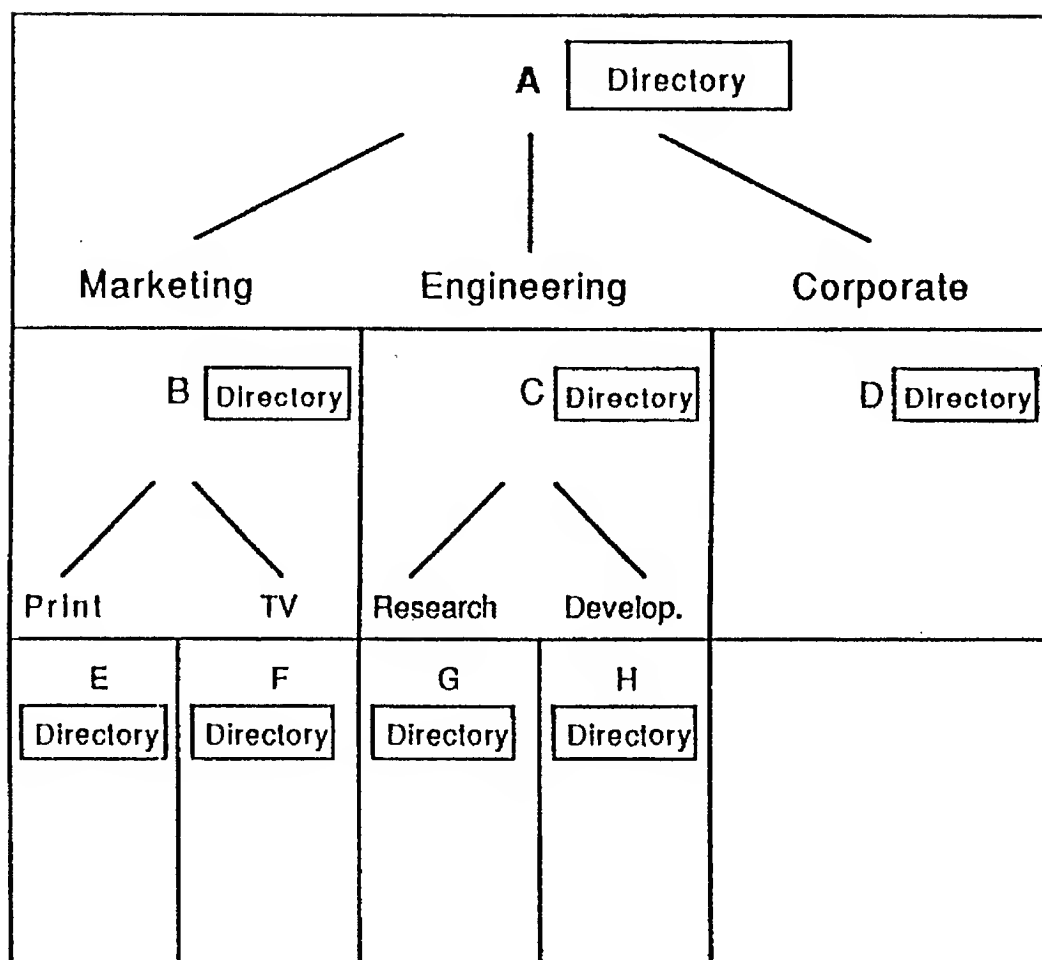 A Directory
Marketing Engineering Corporate
B Directory C Directory D Directory
Print TV Research Develop.
E F G H
Directory Directory Directory Directory